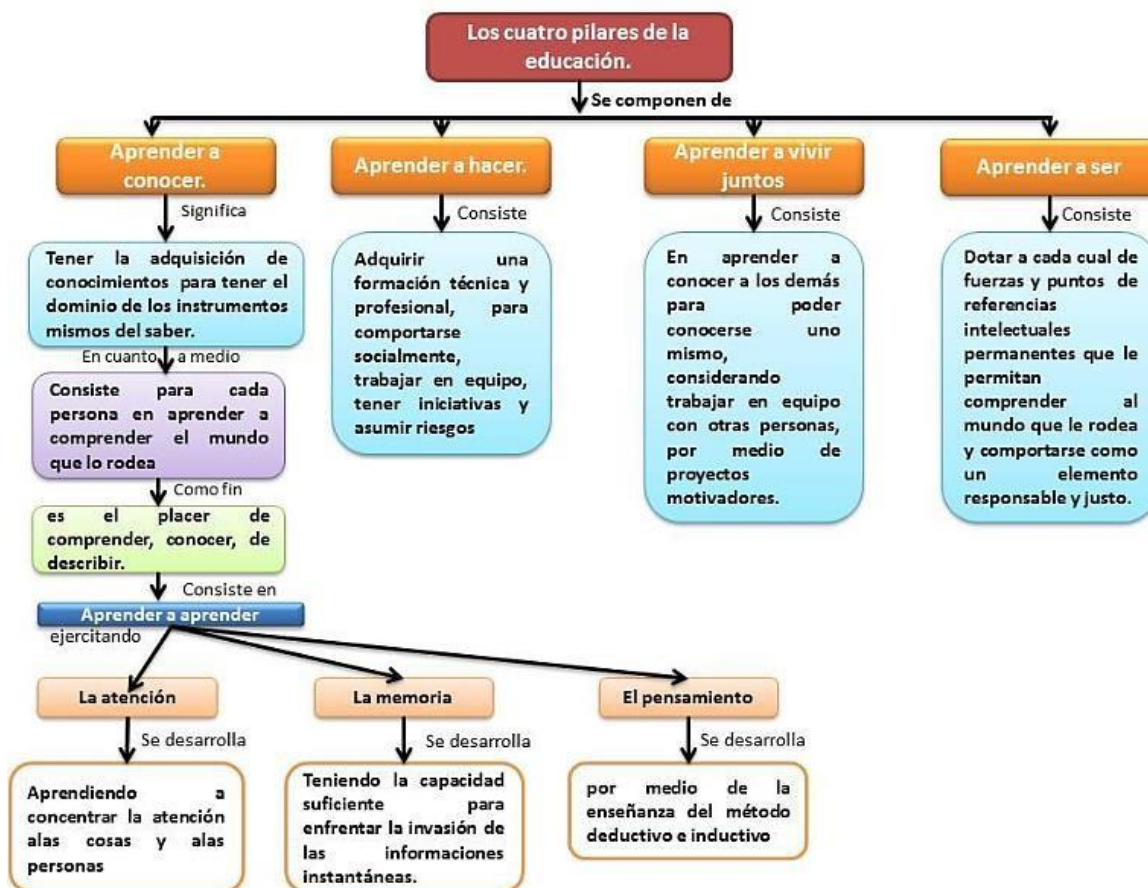 Los cuatro pilares de la
educación.
Se componen de
Aprender a
conocer.
Significa
Tener la adquisición de
conocimientos para tener el
dominio de los instrumentos
mismos del saber.
En cuanto a medio
Consiste para cada
persona en aprender a
comprender el mundo
que lo rodea
Como fin
es el placer de
comprender, conocer, de
describir.
Consiste en
Aprender a aprender
ejercitando
La atención
Se desarrolla
Aprendiendo a
concentrar la atención
alas cosas y alas
personas
La memoria
Se desarrolla
Teniendo la capacidad
suficiente para
enfrentar la invasión de
las informaciones
instantáneas.
El pensamiento
Se desarrolla
por medio de la
enseñanza del método
deductivo e inductivo
Aprender a hacer.
Consiste
Adquirir una
formación técnica y
profesional, para
comportarse
socialmente,
trabajar en equipo,
tener iniciativas y
asumir riesgos
Aprender a vivir
juntos
Consiste
En aprender a
conocer a los demás
para poder
conocerse uno
mismo,
considerando
trabajar en equipo
con otras personas,
por medio de
proyectos
motivadores.
Aprender a ser
Consiste
Dotar a cada cual de
fuerzas y puntos de
referencias
intelectuales
permanentes que le
permitan
comprender al
mundo que le rodea
y comportarse como
un elemento
responsable y justo.